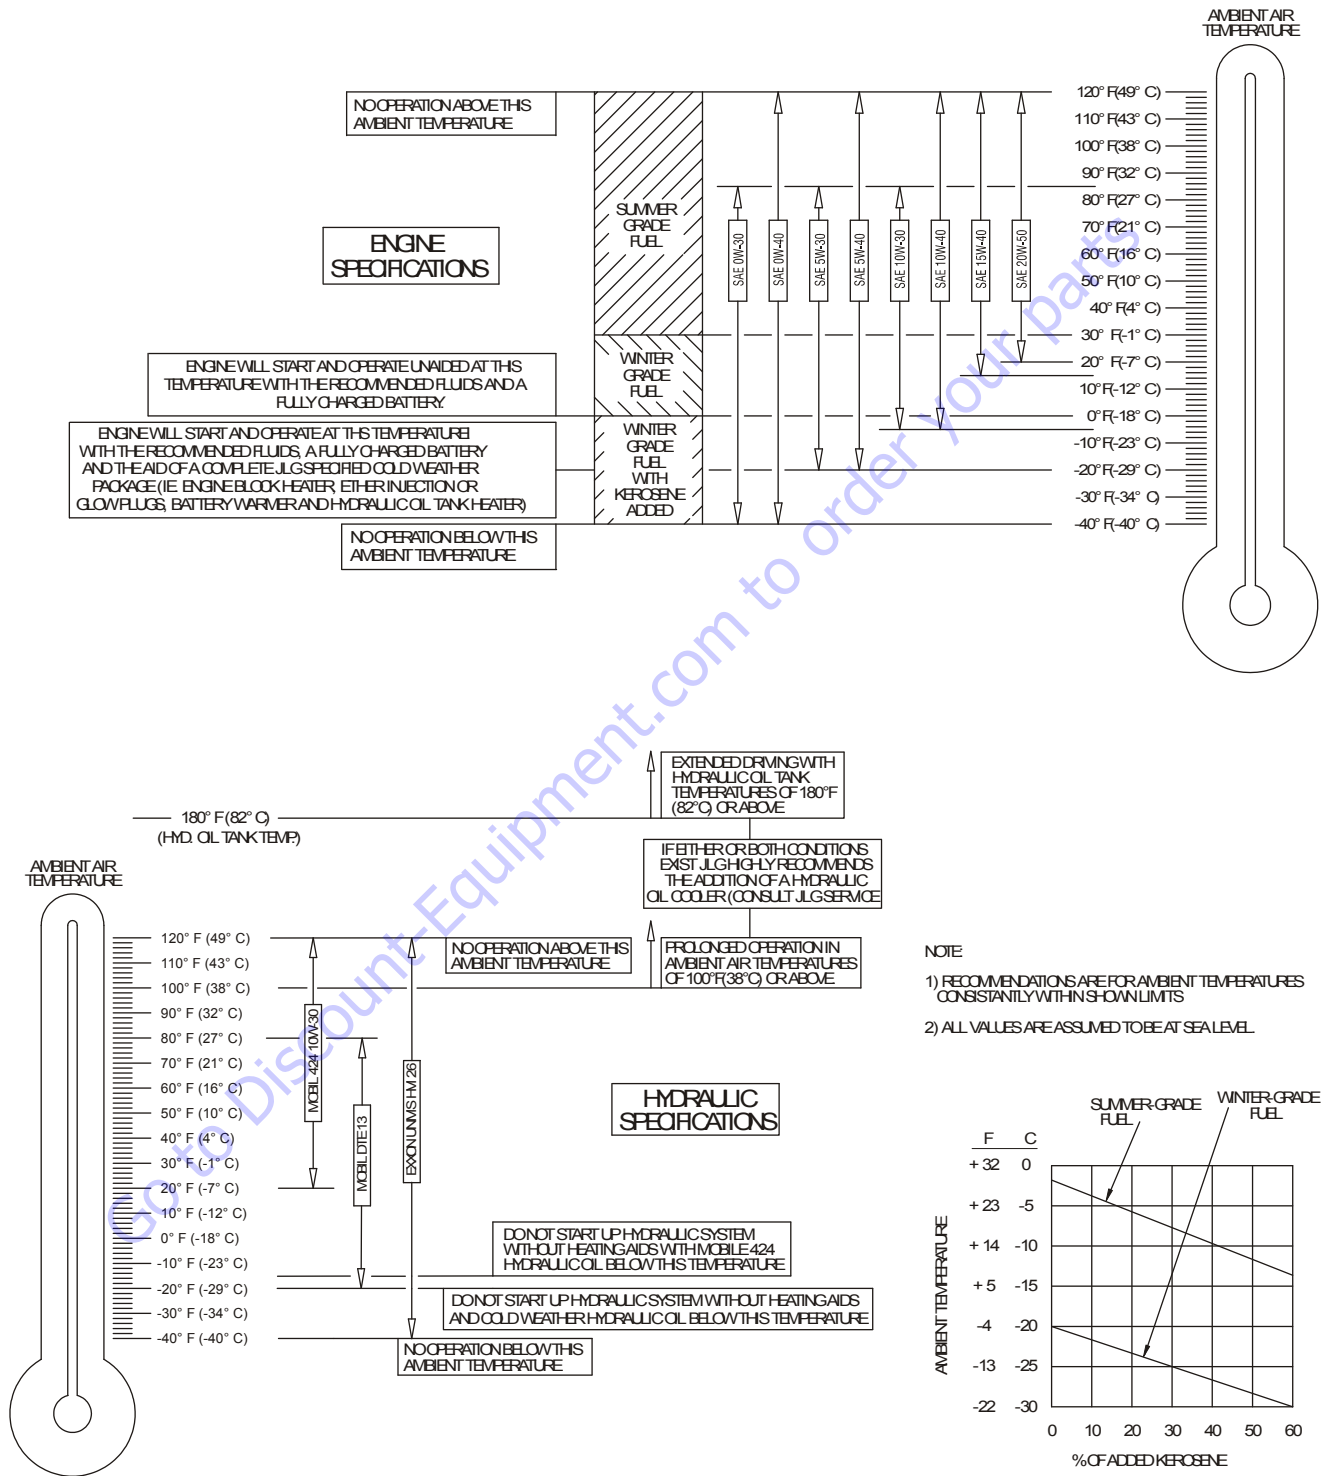 AMBIENT AIR
TEMPERATURE
NO OPERATION ABOVE THIS
AMBIENT TEMPERATURE
120° F(49° C)
110° F(43° C)
100° F(38° C)
90° F(32° C)
80° F(27° C)
70° F(21° C)
60° F(16° C)
50° F(10° C)
40° F(4° C)
30° F(-1° C)
20° F(-7° C)
10° F(-12° C)
0° F(-18° C)
-10° F(-23° C)
-20° F(-29° C)
-30° F(-34° C)
-40° F(-40° C)
SUMMER
GRADE
FUEL
ENGINE
SPECIFICATIONS
SAE 0W-30
SAE 0W-40
SAE 5W-30
SAE 5W-40
SAE 10W-30
SAE 10W-40
SAE 15W-40
SAE 20W-50
WINTER
GRADE
FUEL
ENGINE WILL START AND OPERATE UNAIDED AT THIS
TEMPERATURE WITH THE RECOMMENDED FLUIDS AND A
FULLY CHARGED BATTERY.
ENGINE WILL START AND OPERATE AT THS TEMPERATURE
WITH THE RECOMMENDED FLUIDS, A FULLY CHARGED BATTERY
AND THE AID OF A COMPLETE JLG SPECIFIED COLD WEATHER
PACKAGE (IE. ENGINE BLOCK HEATER, ETHER INJECTION OR
GLOW PLUGS, BATTERY WARMER AND HYDRAULIC OIL TANK HEATER)
WINTER
GRADE
FUEL
WITH
KEROSENE
ADDED
NO OPERATION BELOW THIS
AMBIENT TEMPERATURE
Go to Discount-Equipment.com to order your parts
EXTENDED DRIVING WITH
HYDRAULIC OIL TANK
TEMPERATURES OF 180°F
(82°C) OR ABOVE.
180° F (82° C)
(HYD. OIL TANK TEMP.)
IF EITHER OR BOTH CONDITIONS
EXIST JLG HIGHLY RECOMMENDS
THE ADDITION OF A HYDRAULIC
OIL COOLER (CONSULT JLG SERVICE
AMBIENT AIR
TEMPERATURE
120° F (49° C)
110° F (43° C)
100° F (38° C)
90° F (32° C)
80° F (27° C)
70° F (21° C)
60° F (16° C)
50° F (10° C)
40° F (4° C)
30° F (-1° C)
20° F (-7° C)
10° F (-12° C)
0° F (-18° C)
-10° F (-23° C)
-20° F (-29° C)
-30° F (-34° C)
-40° F (-40° C)
MOBIL 424 10W-30
MOBIL DTE 13
EXXON UNIVIS HVI 26
NO OPERATION ABOVE THIS
AMBIENT TEMPERATURE
PROLONGED OPERATION IN
AMBIENT AIR TEMPERATURES
OF 100°F(38°C) OR ABOVE.
HYDRAULIC
SPECIFICATIONS
DO NOT START UP HYDRAULIC SYSTEM
WITHOUT HEATING AIDS WITH MOBILE 424
HYDRAULIC OIL BELOW THIS TEMPERATURE
DO NOT START UP HYDRAULIC SYSTEM WITHOUT HEATING AIDS
AND COLD WEATHER HYDRAULIC OIL BELOW THIS TEMPERATURE
NO OPERATION BELOW THIS
AMBIENT TEMPERATURE
NOTE:
1) RECOMMENDATIONS ARE FOR AMBIENT TEMPERATURES
CONSISTANTLY WITHIN SHOWN LIMITS
2) ALL VALUES ARE ASSUMED TO BE AT SEA LEVEL.
SUMMER-GRADE
FUEL
WINTER-GRADE
FUEL
F C
+ 32 0
+ 23 -5
+ 14 -10
+ 5 -15
-4 -20
-13 -25
-22 -30
AMBIENT TEMPERATURE
0 10 20 30 40 50 60
% OF ADDED KEROSENE